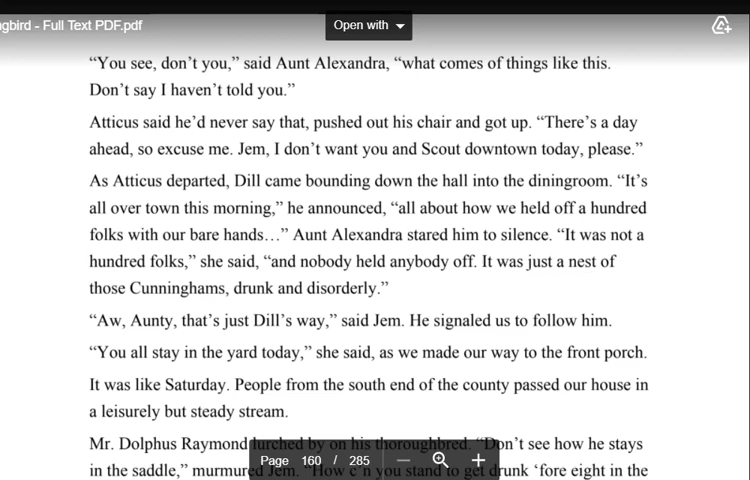 ngbird - Full Text PDF.pdf
Open with
“You see, don’t you,” said Aunt Alexandra, “what comes of things like this.
Don’t say I haven’t told you.”
Atticus said he’d never say that, pushed out his chair and got up. “There’s a day
ahead, so excuse me. Jem, I don’t want you and Scout downtown today, please.”
As Atticus departed, Dill came bounding down the hall into the diningroom. “It’s
all over town this morning,” he announced, “all about how we held off a hundred
folks with our bare hands…” Aunt Alexandra stared him to silence. “It was not a
hundred folks,” she said, “and nobody held anybody off. It was just a nest of
those Cunninghams, drunk and disorderly.”
“Aw, Aunty, that’s just Dill’s way,” said Jem. He signaled us to follow him.
“You all stay in the yard today,” she said, as we made our way to the front porch.
It was like Saturday. People from the south end of the county passed our house in
a leisurely but steady stream.
Mr. Dolphus Raymond lurched by on his thoroughbred. “Don’t see how he stays
in the saddle,” murmured Jem. “How c’n you stand to get drunk ‘fore eight in the
Page 160 / 285